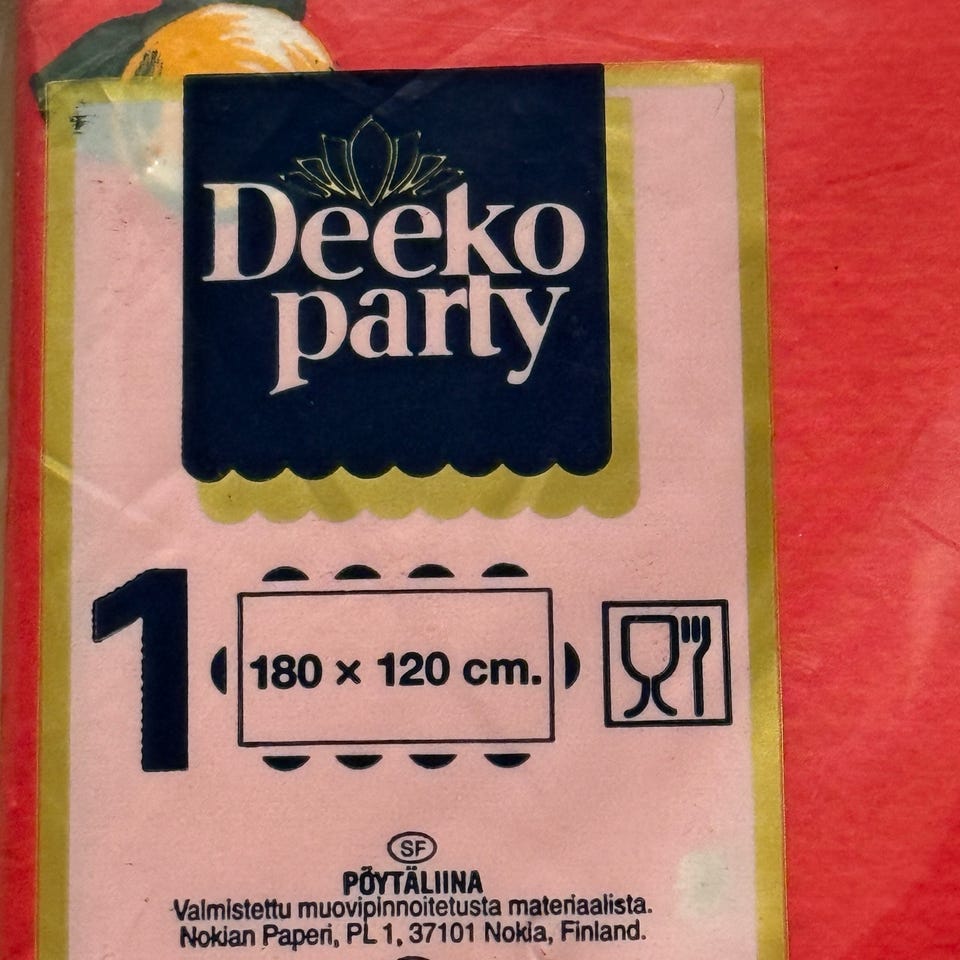 Deeko
party
1
180 × 120 cm.
SF
PÖYTÄLIINA
Valmistettu muovipinnoitetusta materiaalista.
Nokian Paperi, PL 1, 37101 Nokia, Finland.